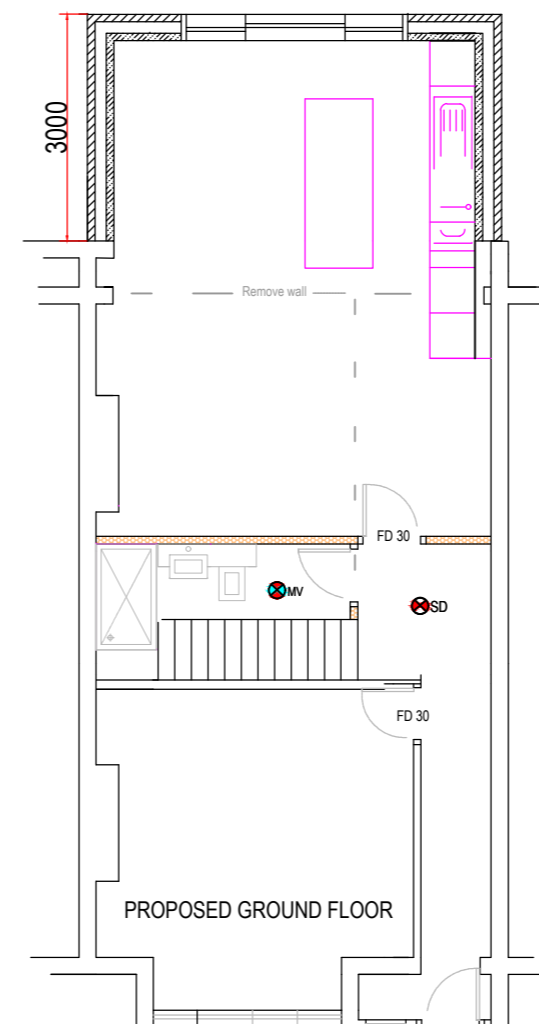 3000
Remove wall
FD 30
MV
SD
FD 30
PROPOSED GROUND FLOOR